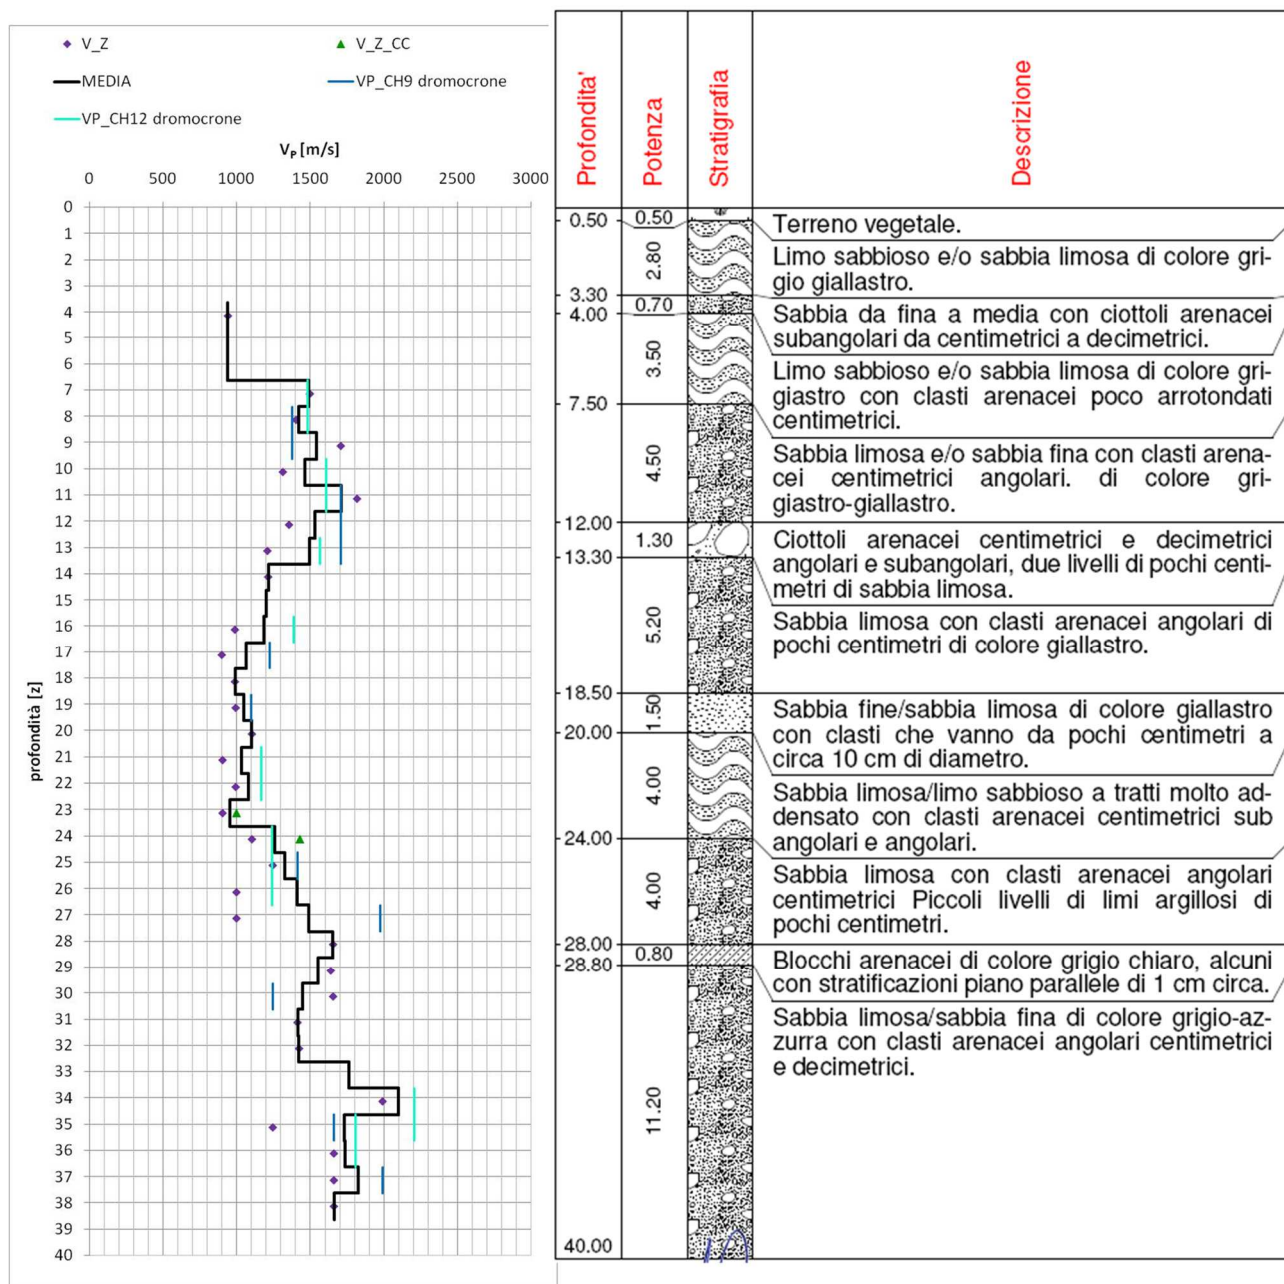 V_Z
V_Z_CC
MEDIA
VP_CH9 dromocrone
VP_CH12 dromocrone
VP [m/s]
0 500 1000 1500 2000 2500 3000
profondità [z]
0
1
2
3
4
5
6
7
8
9
10
11
12
13
14
15
16
17
18
19
20
21
22
23
24
25
26
27
28
29
30
31
32
33
34
35
36
37
38
39
40
Profondita'
Potenza
Stratigrafia
Descrizione
0.50
0.50
Terreno vegetale.
2.80
Limo sabbioso e/o sabbia limosa di colore gri-
gio giallastro.
3.30
0.70
Sabbia da fina a media con ciottoli arenacei
subangolari da centimetrici a decimetrici.
4.00
3.50
Limo sabbioso e/o sabbia limosa di colore gri-
giastro con clasti arenacei poco arrotondati
centimetrici.
7.50
4.50
Sabbia limosa e/o sabbia fina con clasti arena-
cei centimetrici angolari. di colore gri-
giastro-giallastro.
12.00
1.30
Ciottoli arenacei centimetrici e decimetrici
angolari e subangolari, due livelli di pochi centi-
metri di sabbia limosa.
13.30
5.20
Sabbia limosa con clasti arenacei angolari di
pochi centimetri di colore giallastro.
18.50
1.50
Sabbia fine/sabbia limosa di colore giallastro
con clasti che vanno da pochi centimetri a
circa 10 cm di diametro.
20.00
4.00
Sabbia limosa/limo sabbioso a tratti molto ad-
densato con clasti arenacei centimetrici sub
angolari e angolari.
24.00
4.00
Sabbia limosa con clasti arenacei angolari
centimetrici Piccoli livelli di limi argillosi di
pochi centimetri.
28.00
0.80
Blocchi arenacei di colore grigio chiaro, alcuni
con stratificazioni piano parallele di 1 cm circa.
28.80
11.20
Sabbia limosa/sabbia fina di colore grigio-az-
zurra con clasti arenacei angolari centimetrici
e decimetrici.
40.00